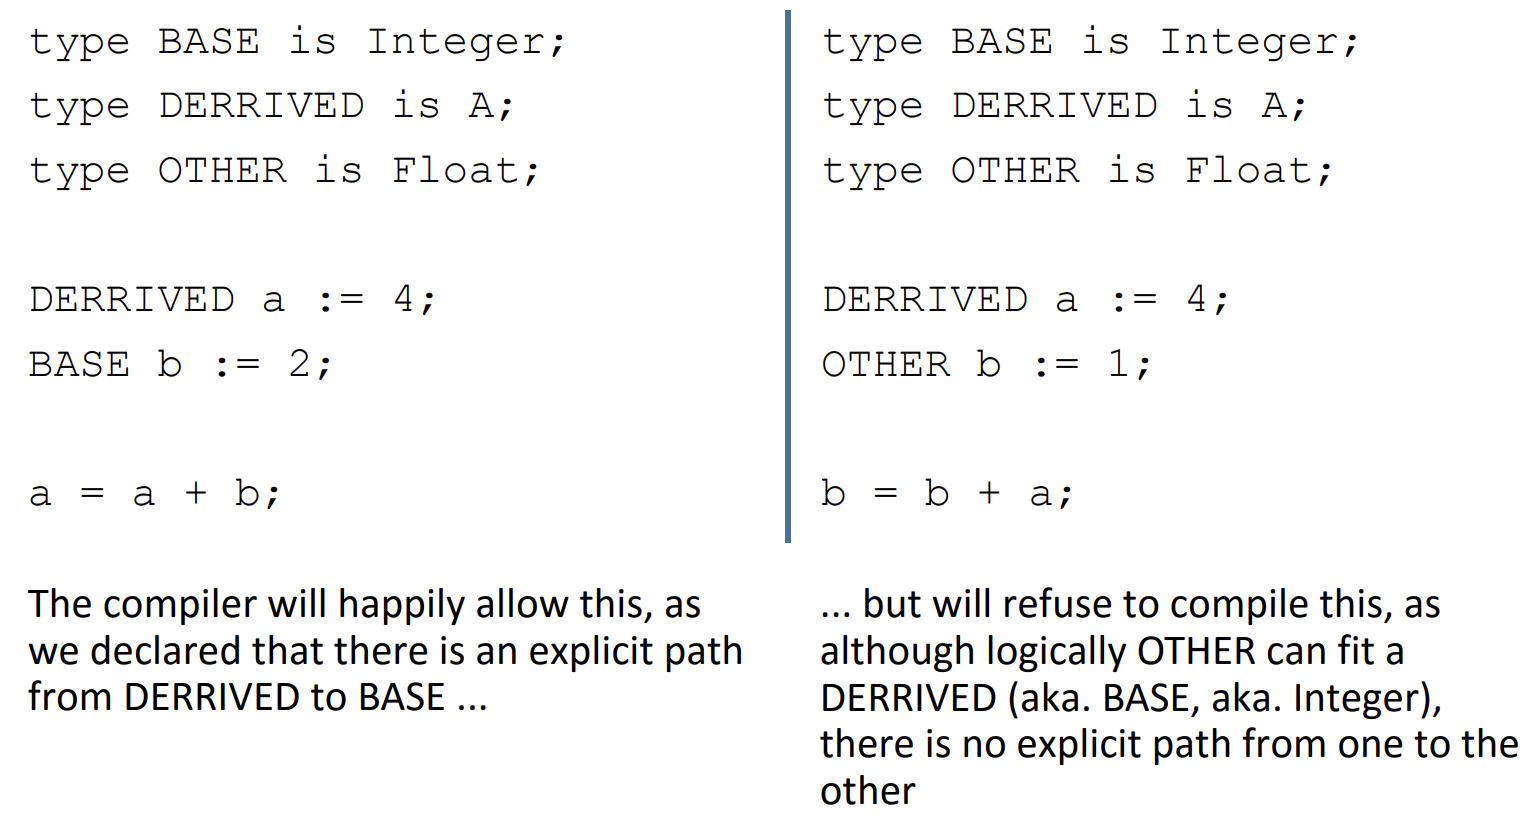 type BASE is Integer;
type DERRIVED is A;
type OTHER is Float;
DERRIVED a := 4;
BASE b := 2;
a = a + b;
The compiler will happily allow this, as
we declared that there is an explicit path
from DERRIVED to BASE ...
type BASE is Integer;
type DERRIVED is A;
type OTHER is Float;
DERRIVED a := 4;
OTHER b := 1;
b = b + a;
... but will refuse to compile this, as
although logically OTHER can fit a
DERRIVED (aka. BASE, aka. Integer),
there is no explicit path from one to the
other